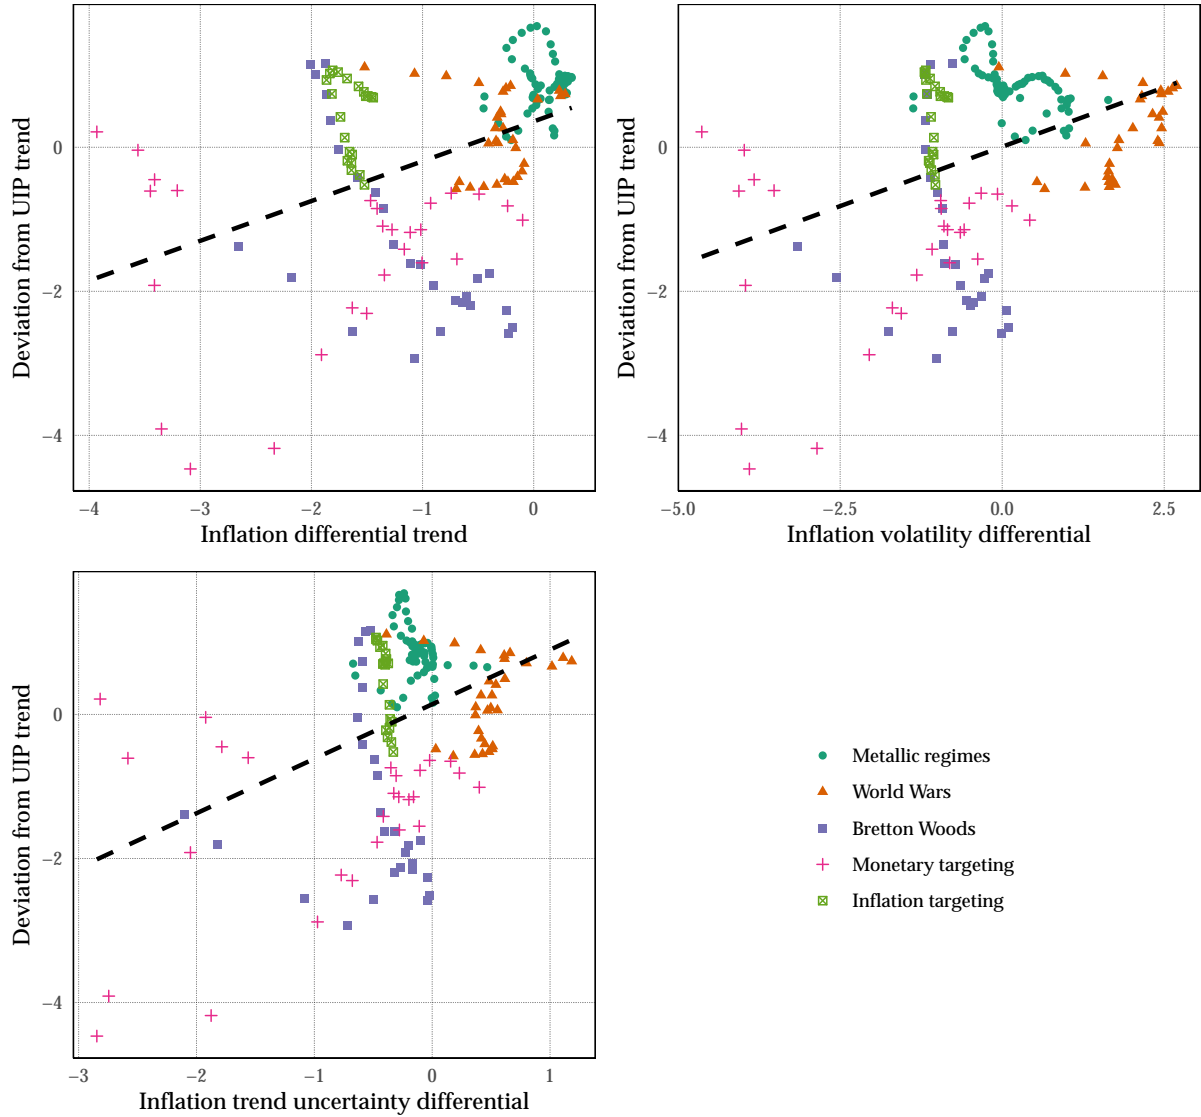 0
−2
−4
Deviation from UIP trend
−4
−3
−2
−1
0
Inflation differential trend
0
−2
−4
Deviation from UIP trend
−5.0
−2.5
0.0
2.5
Inflation volatility differential
0
−2
−4
Deviation from UIP trend
−3
−2
−1
0
1
Inflation trend uncertainty differential
Metallic regimes
World Wars
Bretton Woods
Monetary targeting
Inflation targeting